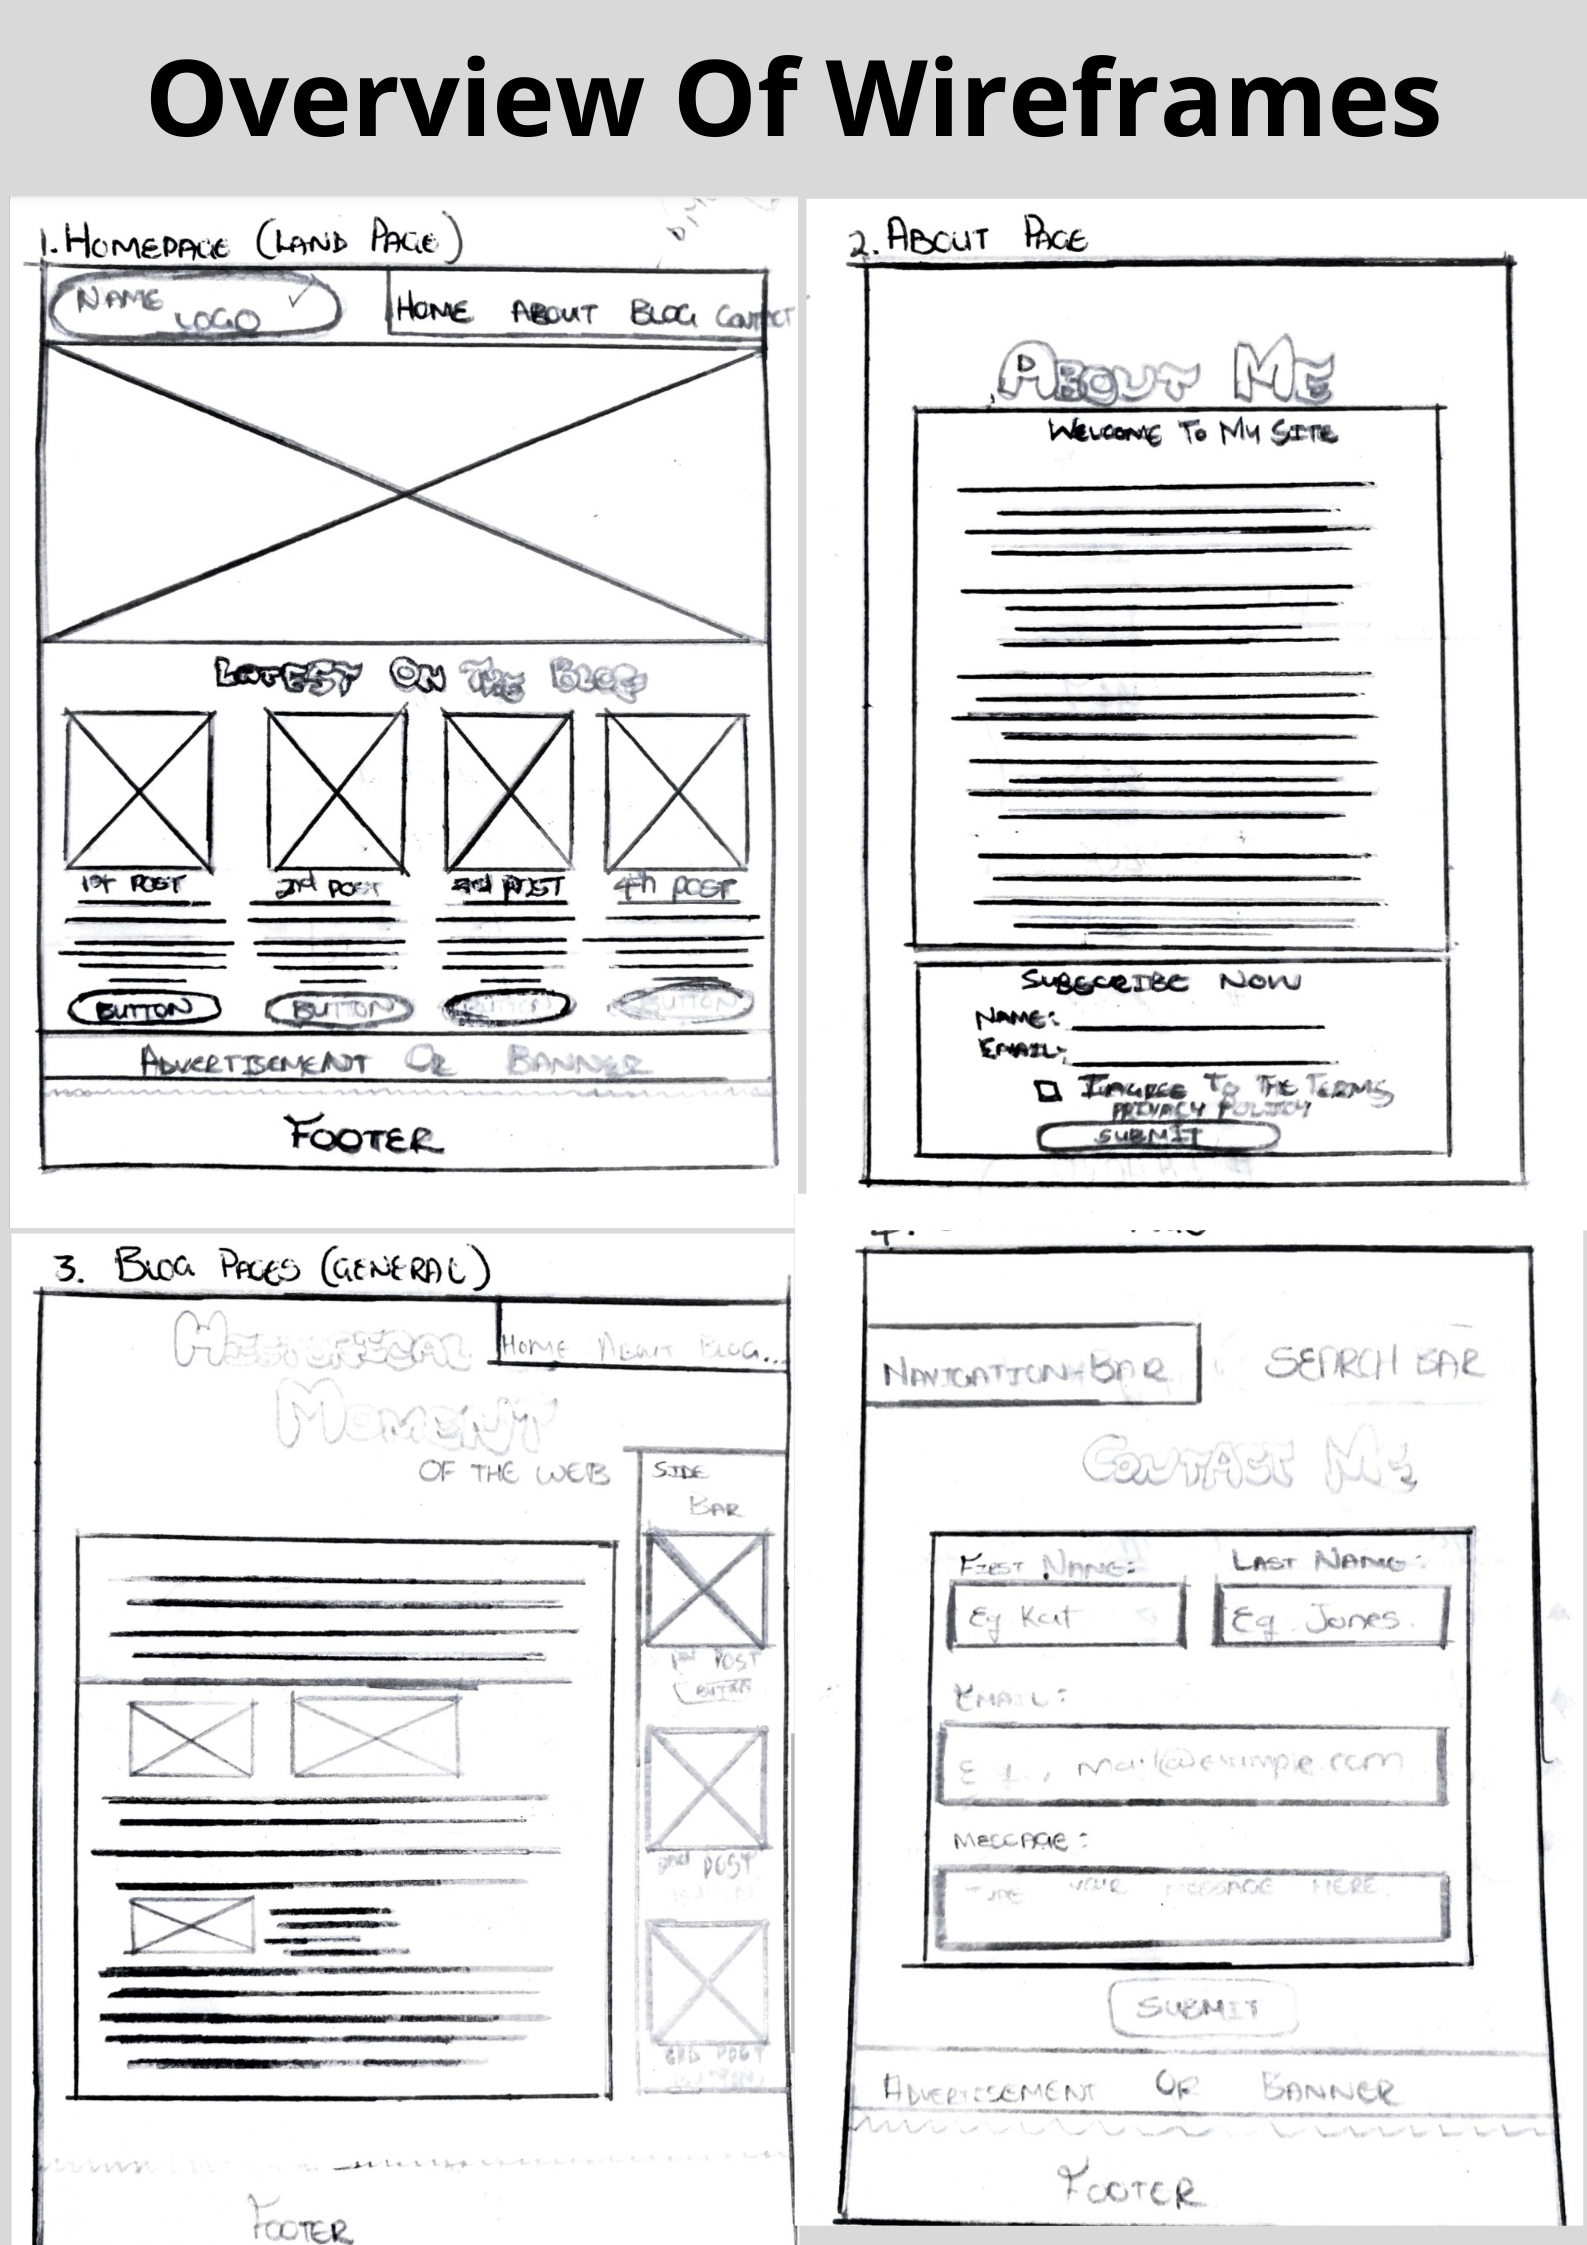 Overview Of Wireframes
1. HOMEPAGE (LAND PAGE)
NAME
LOGO
HOME ABOUT BLOG CONTACT
LATEST ON THE BLOG
1st POST 2nd POST 3rd POST 4th POST
BUTTON BUTTON BUTTON BUTTON
ADVERTISEMENT OR BANNER
FOOTER
2. ABOUT PAGE
ABOUT ME
WELCOME TO MY SITE
SUBSCRIBE NOW
NAME:
EMAIL:
I AGREE TO THE TERMS
PRIVACY POLICY
SUBMIT
3. BLOG PAGES (GENERAL)
HISTORICAL
HOME ABOUT BLOG...
MOMENT
OF THE WEB
SIDE
BAR
1st POST
BUTTON
2nd POST
3RD POST
FOOTER
4.
NAVIGATION-BAR
SEARCH BAR
CONTACT ME
FIRST NAME: LAST NAME:
Eg Kat Eg. Jones.
EMAIL:
E.g., mail@example.com
MESSAGE:
TYPE YOUR MESSAGE HERE.
SUBMIT
ADVERTISEMENT OR BANNER
FOOTER